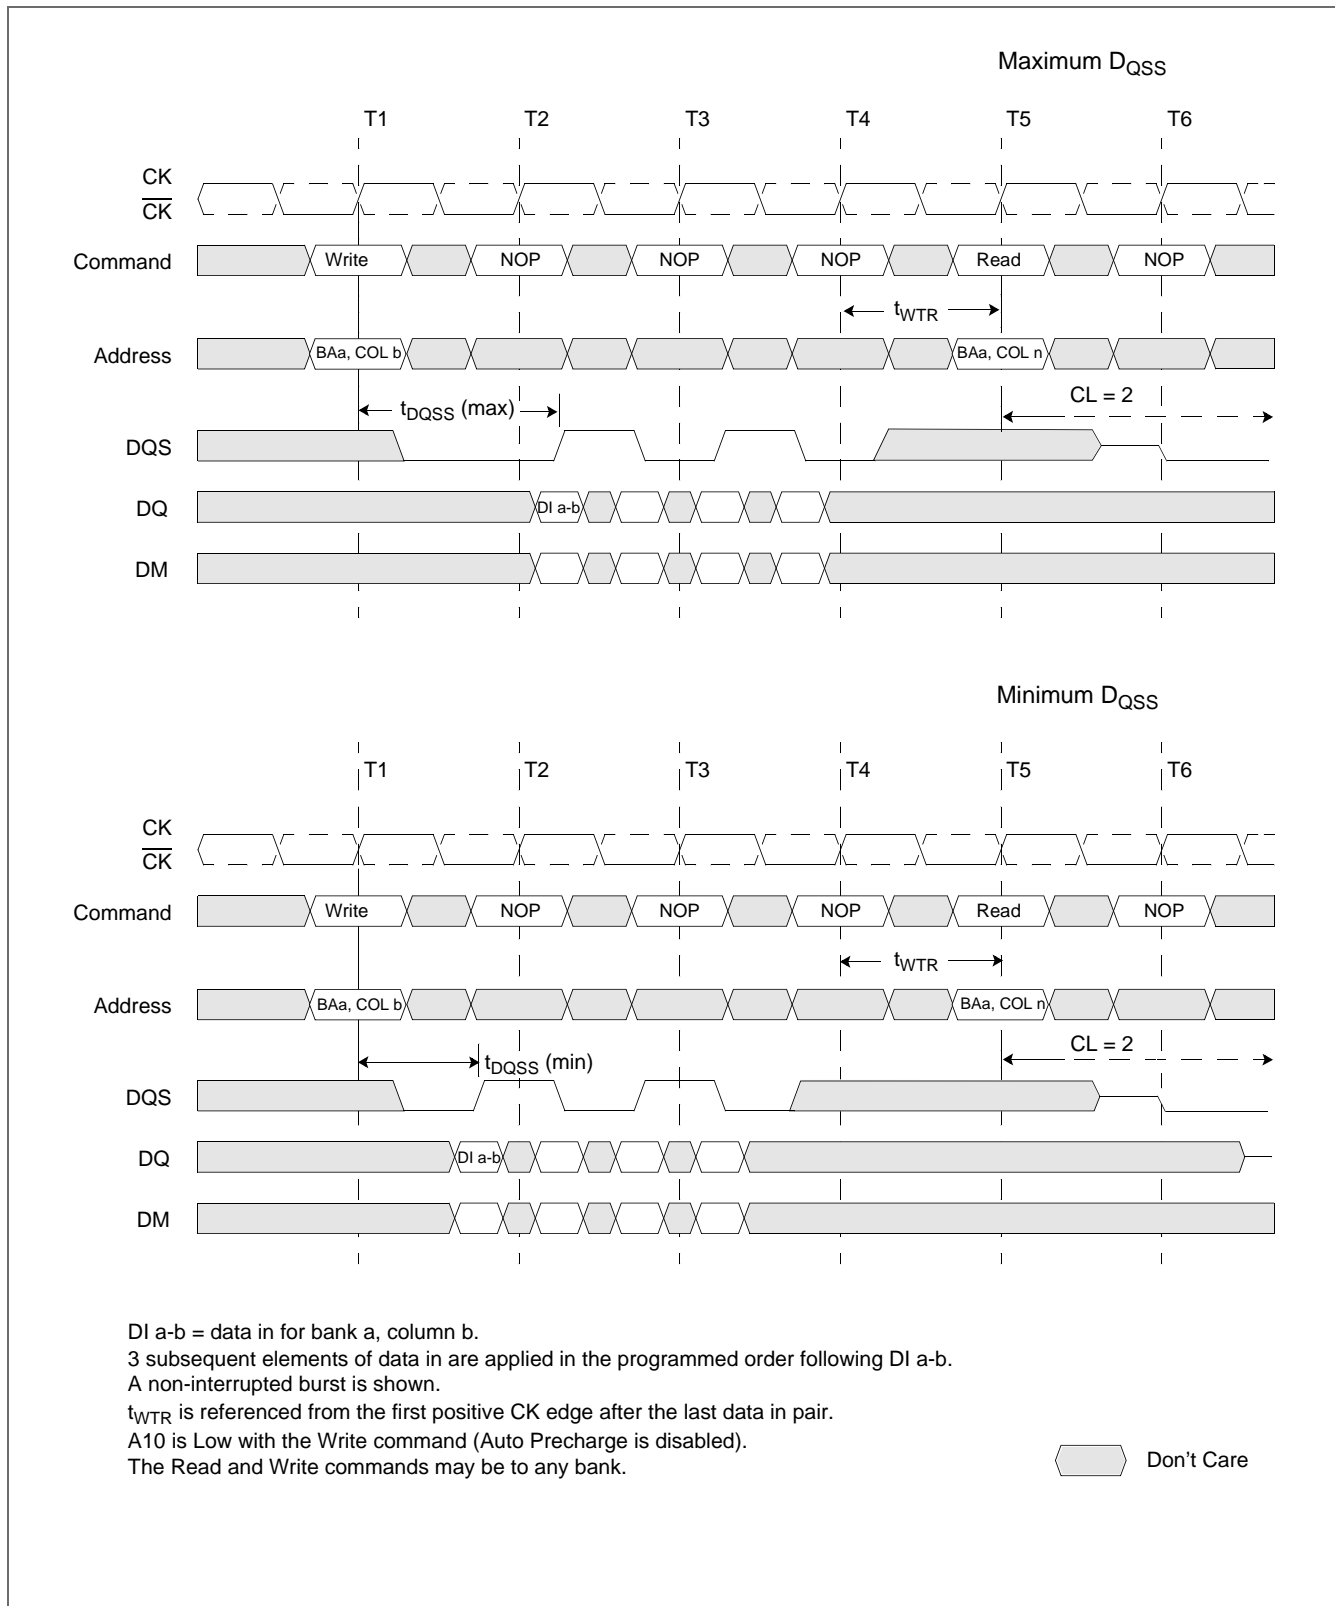 Maximum DQSS
T1 T2 T3 T4 T5 T6
CK
CK
Command Write NOP NOP NOP Read NOP
tWTR
Address BAa, COL b BAa, COL n
tDQSS (max) CL = 2
DQS
DQ DI a-b
DM
Minimum DQSS
T1 T2 T3 T4 T5 T6
CK
CK
Command Write NOP NOP NOP Read NOP
tWTR
Address BAa, COL b BAa, COL n
tDQSS (min) CL = 2
DQS
DQ DI a-b
DM
DI a-b = data in for bank a, column b.
3 subsequent elements of data in are applied in the programmed order following DI a-b.
A non-interrupted burst is shown.
tWTR is referenced from the first positive CK edge after the last data in pair.
A10 is Low with the Write command (Auto Precharge is disabled).
The Read and Write commands may be to any bank.
Don't Care